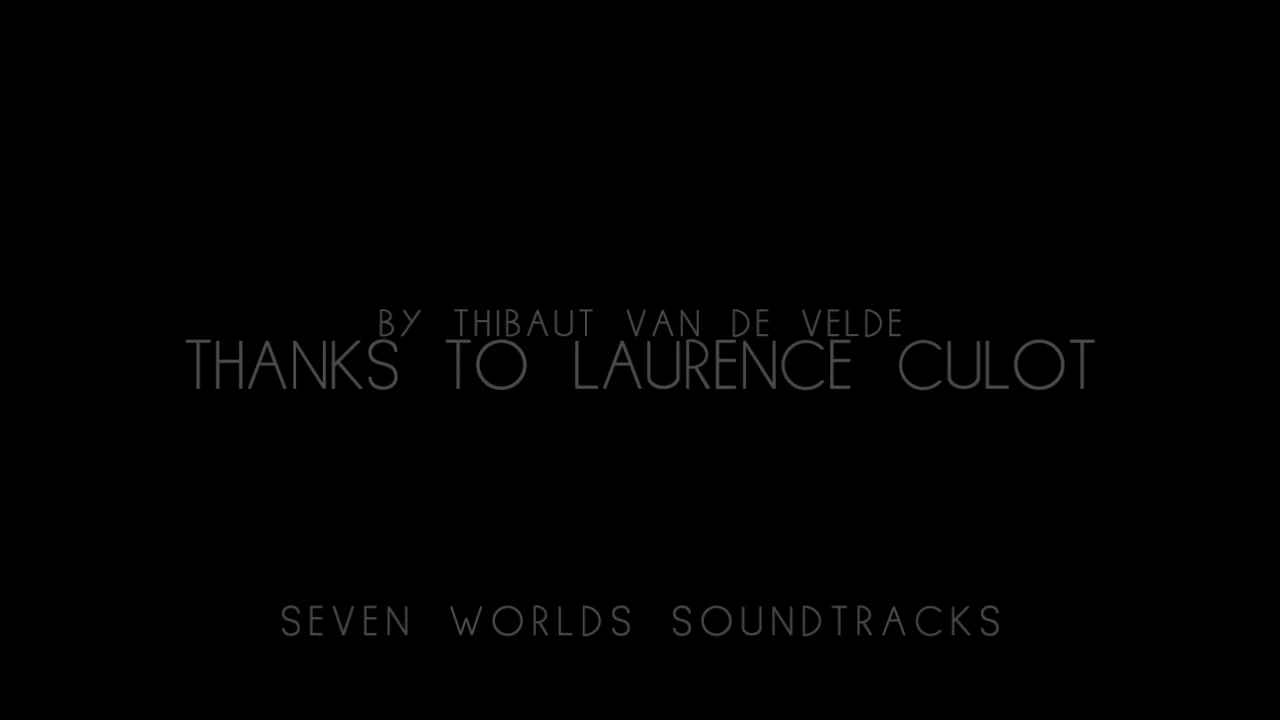 BY THIBAUT VAN DE VELDE
THANKS TO LAURENCE CULOT
SEVEN WORLDS SOUNDTRACKS